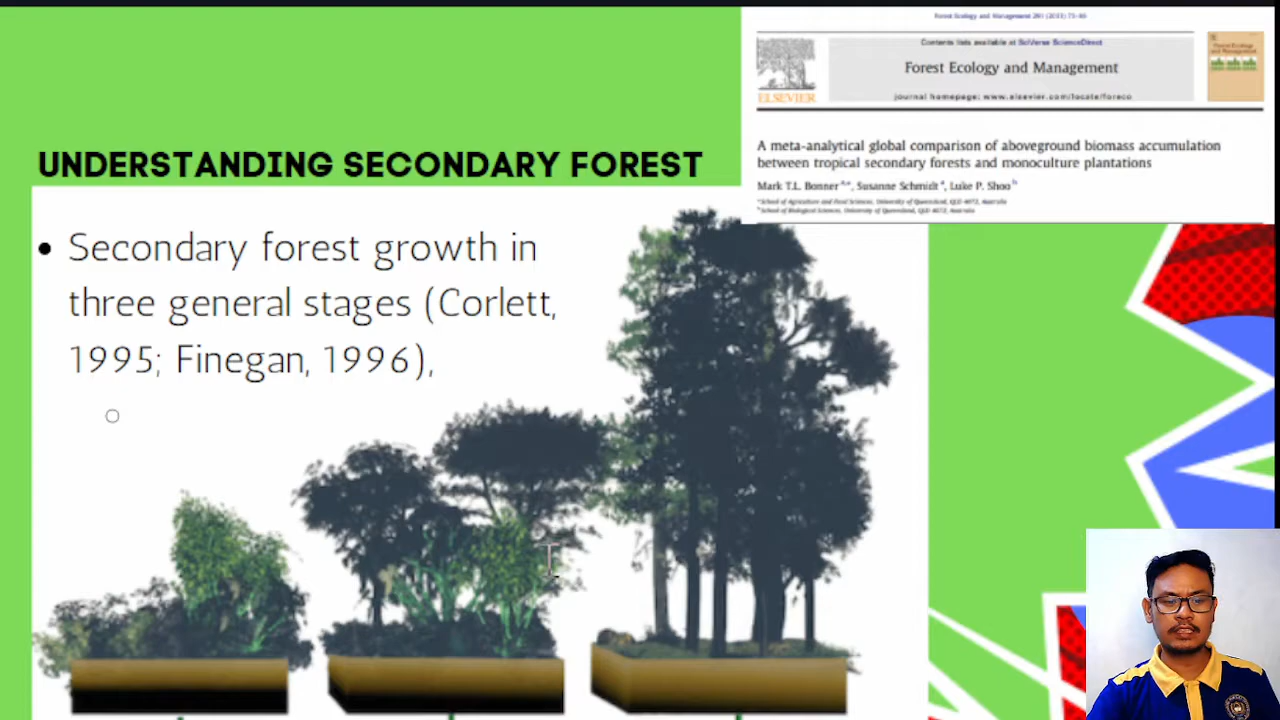 Forest Ecology and Management 291 (2013) 73–86
Contents lists available at SciVerse ScienceDirect
Forest Ecology and Management
journal homepage: www.elsevier.com/locate/foreco
ELSEVIER
A meta-analytical global comparison of aboveground biomass accumulation
between tropical secondary forests and monoculture plantations
Mark T.L. Bonner a,*, Susanne Schmidt a, Luke P. Shoo b
a School of Agriculture and Food Sciences, University of Queensland, QLD 4072, Australia
b School of Biological Sciences, University of Queensland, QLD 4072, Australia
UNDERSTANDING SECONDARY FOREST
• Secondary forest growth in
three general stages (Corlett,
1995; Finegan, 1996),